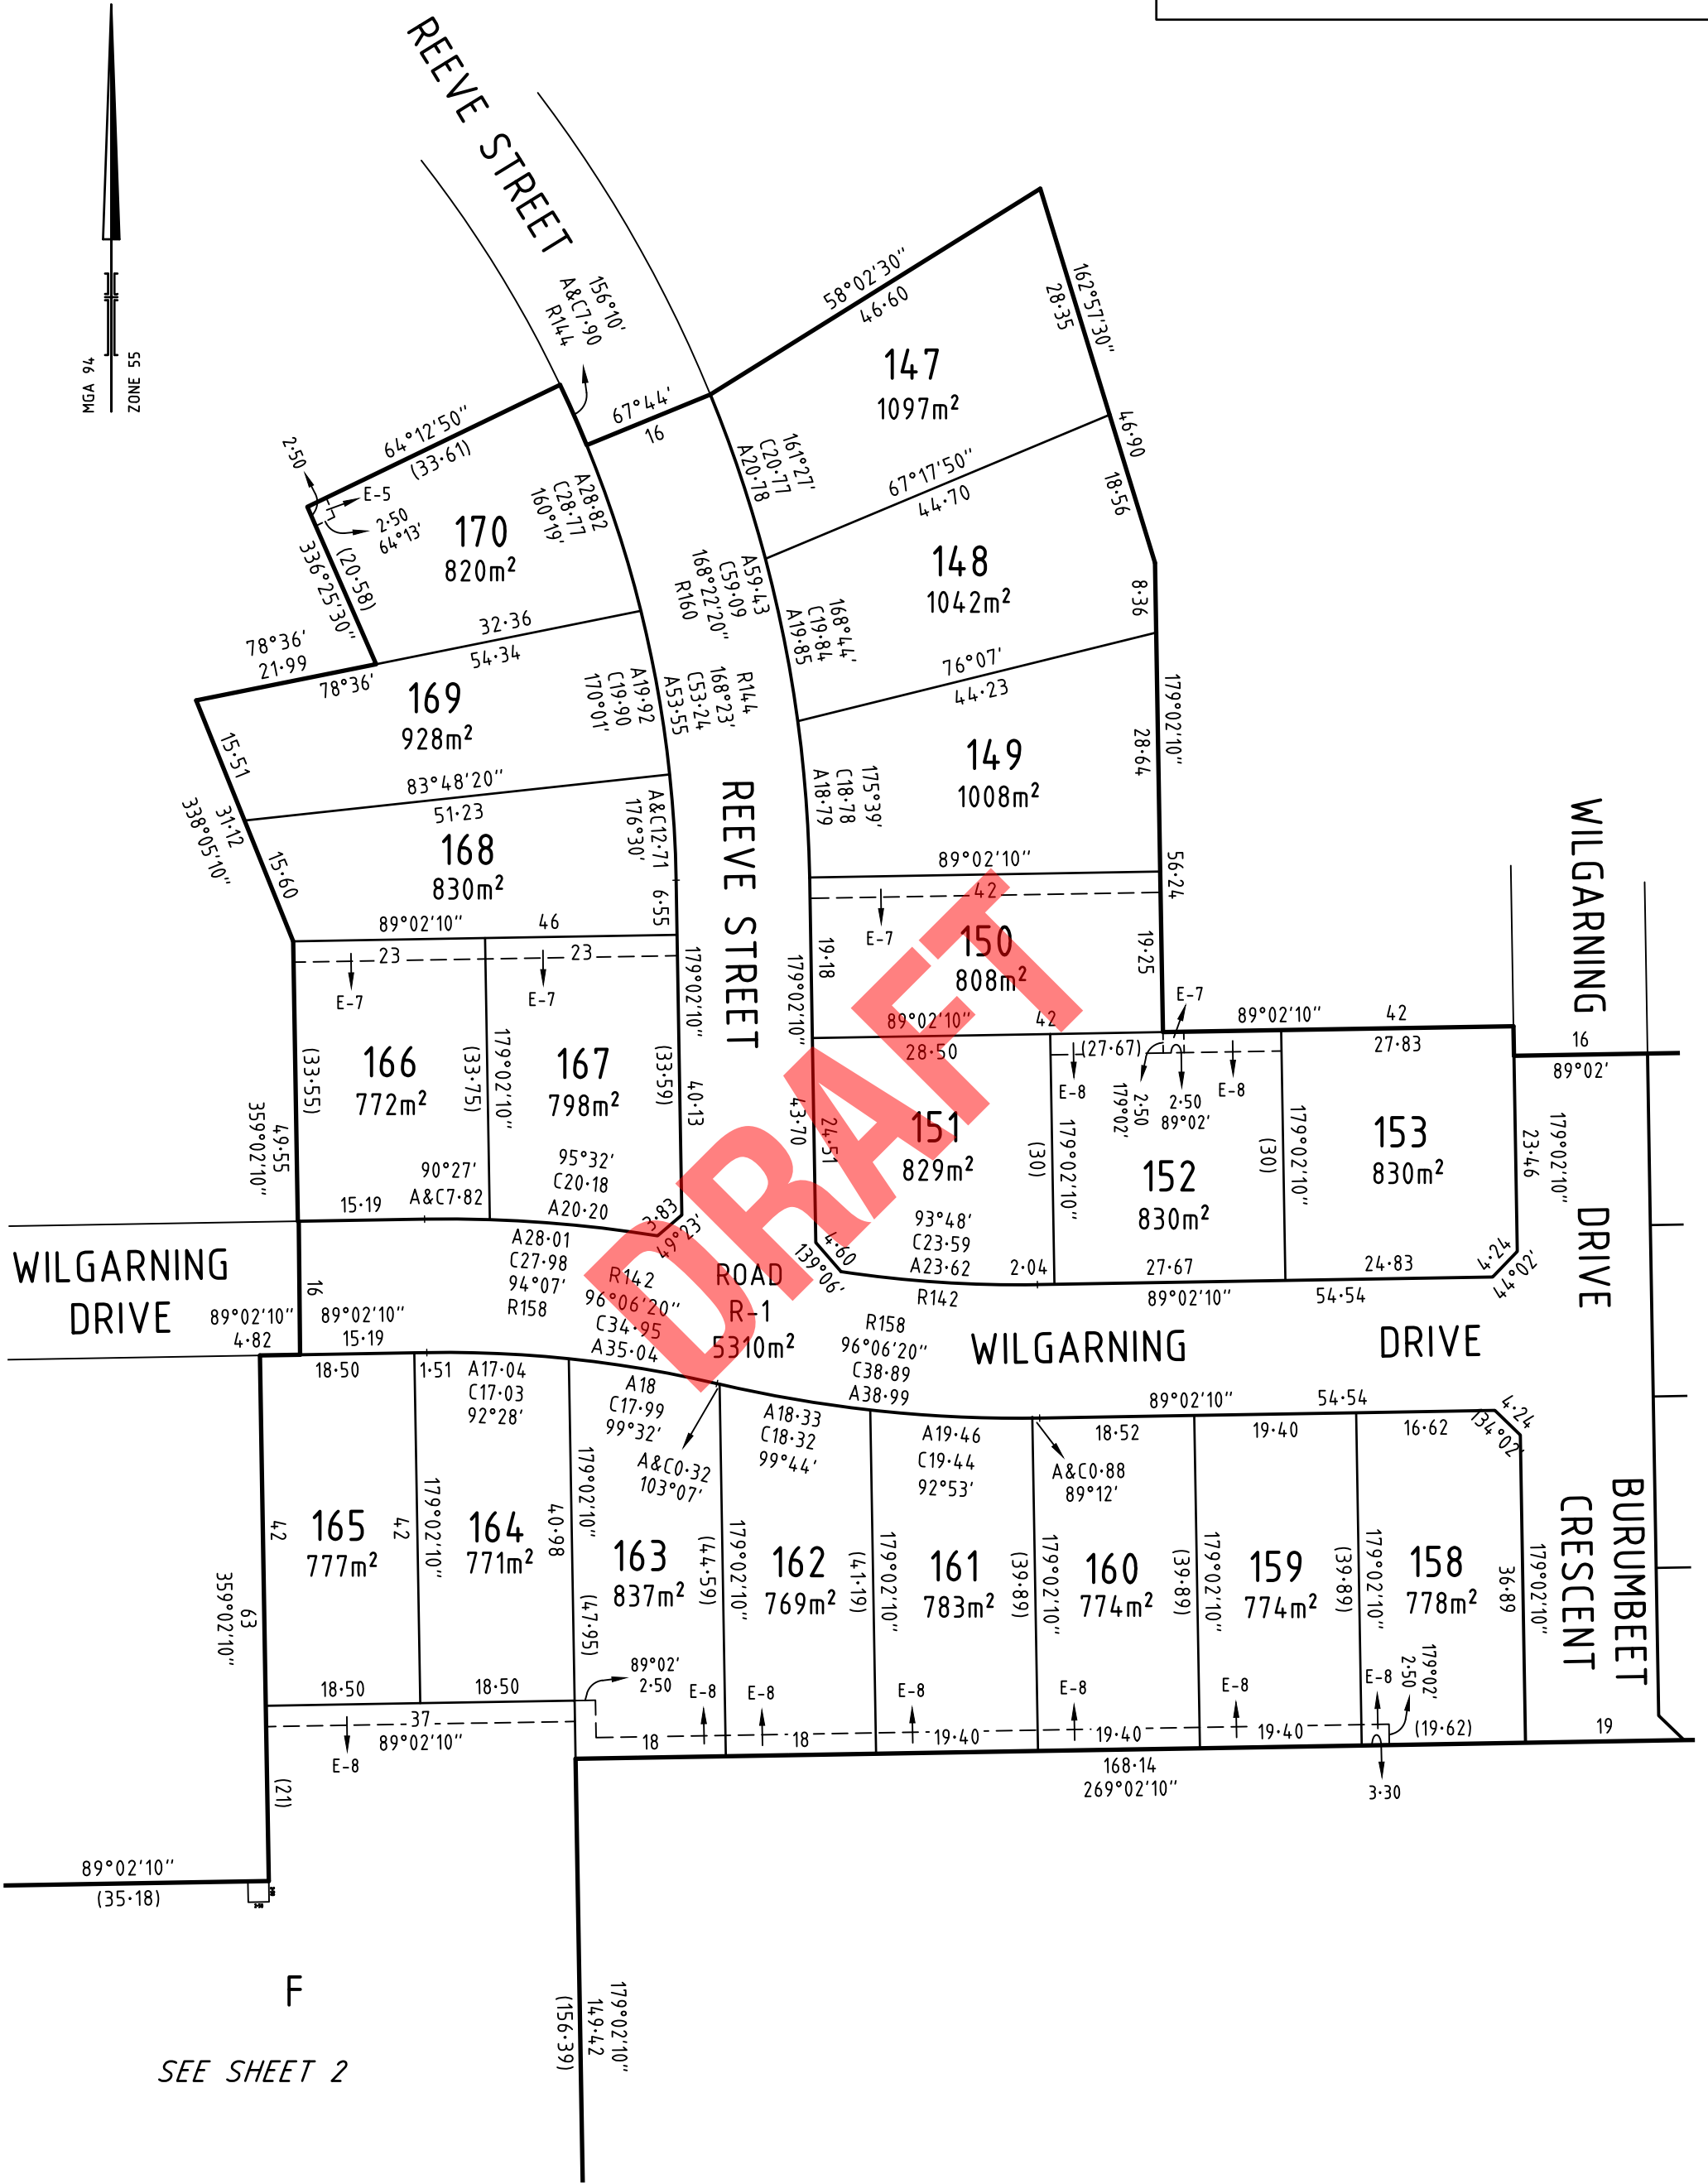 MGA 94
ZONE 55
REEVE STREET
156°10'
A&C7·90
R144
67°44'
16
58°02'30"
46·60
162°57'30"
28·35
147
1097m²
46·90
18·56
161°27'
C20·77
A20·78
67°17'50"
44·70
148
1042m²
8·36
168°44'
C19·84
A19·85
76°07'
44·23
179°02'10"
28·64
149
1008m²
175°39'
C18·78
A18·79
56·24
89°02'10"
42
E-7
150
808m²
19·18
19·25
64°12'50"
(33·61)
2·50
E-5
2·50
64°13'
(20·58)
336°25'30"
170
820m²
A28·82
C28·77
160°19'
A59·43
C59·09
168°22'20"
R160
32·36
54·34
78°36'
21·99
78°36'
169
928m²
A19·92
C19·90
170°01'
R144
168°23'
C53·24
A53·55
15·51
31·12
338°05'10"
15·60
83°48'20"
51·23
168
830m²
A&C12·71
176°30'
6·55
REEVE STREET
89°02'10"
46
23
23
E-7
E-7
179°02'10"
179°02'10"
166
772m²
(33·55)
(33·75)
179°02'10"
167
798m²
(33·59)
40·13
43·70
49·55
359°02'10"
15·19
90°27'
A&C7·82
95°32'
C20·18
A20·20
3·83
49°23'
89°02'10"
42
28·50
24·51
151
829m²
(30)
179°02'10"
93°48'
C23·59
A23·62
2·04
4·60
139°06'
E-7
(27·67)
E-8
2·50
179°02'
2·50
89°02'
E-8
152
830m²
(30)
179°02'10"
27·67
89°02'10"
42
27·83
153
830m²
23·46
179°02'10"
24·83
4·24
44°02'
WILGARNING
16
89°02'
DRIVE
WILGARNING
DRIVE
16
89°02'10"
4·82
89°02'10"
15·19
A28·01
C27·98
94°07'
R158
R142
96°06'20"
C34·95
A35·04
ROAD
R-1
5310m²
R142
R158
96°06'20"
C38·89
A38·99
WILGARNING
DRIVE
89°02'10"
54·54
89°02'10"
54·54
18·50
1·51
A17·04
C17·03
92°28'
A18
C17·99
99°32'
A&C0·32
103°07'
A18·33
C18·32
99°44'
A19·46
C19·44
92°53'
A&C0·88
89°12'
18·52
19·40
16·62
4·24
134°02'
42
165
777m²
42
179°02'10"
164
771m²
40·98
179°02'10"
163
837m²
(47·95)
(44·59)
179°02'10"
162
769m²
(41·19)
179°02'10"
161
783m²
(39·89)
179°02'10"
160
774m²
(39·89)
179°02'10"
159
774m²
(39·89)
179°02'10"
158
778m²
36·89
179°02'10"
BURUMBEET
CRESCENT
63
359°02'10"
18·50
18·50
37
89°02'10"
E-8
89°02'
2·50
E-8
E-8
E-8
E-8
E-8
E-8
2·50
179°02'
18
18
19·40
19·40
19·40
(19·62)
19
168·14
269°02'10"
3·30
(21)
89°02'10"
(35·18)
F
SEE SHEET 2
179°02'10"
149·42
(156·39)
DRAFT